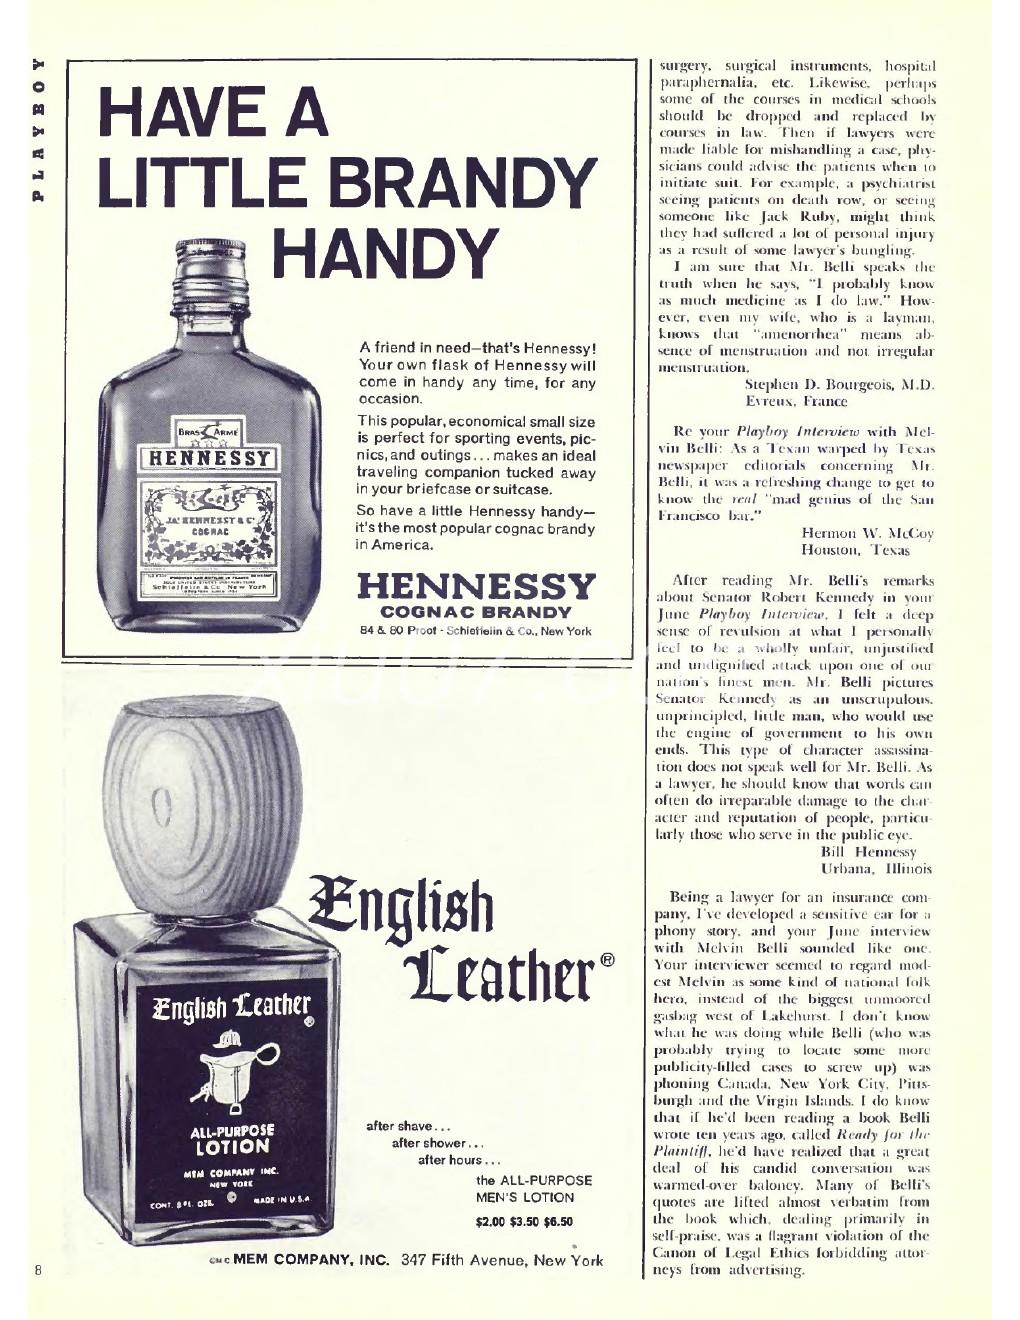 PLAYBOY
HAVE A
LITTLE BRANDY
HANDY
BRAS ARMÉ
HENNESSY
JAS HENNESSY & Co
COGNAC
Schieffelin & Co. New York
A friend in need—that's Hennessy!
Your own flask of Hennessy will
come in handy any time, for any
occasion.
This popular, economical small size
is perfect for sporting events, pic-
nics, and outings... makes an ideal
traveling companion tucked away
in your briefcase or suitcase.
So have a little Hennessy handy—
it's the most popular cognac brandy
in America.
HENNESSY
COGNAC BRANDY
84 & 80 Proof · Schieffelin & Co., New York
English
Leather®
English Leather
®
ALL-PURPOSE
LOTION
MEM COMPANY INC.
NEW YORK
CONT. 8 FL. OZS. MADE IN U.S.A.
after shave...
after shower...
after hours...
the ALL-PURPOSE
MEN'S LOTION
$2.00 $3.50 $6.50
MEM COMPANY, INC. 347 Fifth Avenue, New York
8
surgery, surgical instruments, hospital
paraphernalia, etc. Likewise, perhaps
some of the courses in medical schools
should be dropped and replaced by
courses in law. Then if lawyers were
made liable for mishandling a case, phy-
sicians could advise the patients when to
initiate suit. For example, a psychiatrist
seeing patients on death row, or seeing
someone like Jack Ruby, might think
they had suffered a lot of personal injury
as a result of some lawyer's bungling.
I am sure that Mr. Belli speaks the
truth when he says, "I probably know
as much medicine as I do law." How-
ever, even my wife, who is a layman,
knows that "amenorrhea" means ab-
sence of menstruation and not irregular
menstruation.
Stephen D. Bourgeois, M.D.
Evreux, France
Re your Playboy Interview with Mel-
vin Belli: As a Texan warped by Texas
newspaper editorials concerning Mr.
Belli, it was a refreshing change to get to
know the real "mad genius of the San
Francisco bar."
Hermon W. McCoy
Houston, Texas
After reading Mr. Belli's remarks
about Senator Robert Kennedy in your
June Playboy Interview, I felt a deep
sense of revulsion at what I personally
feel to be a wholly unfair, unjustified
and undignified attack upon one of our
nation's finest men. Mr. Belli pictures
Senator Kennedy as an unscrupulous,
unprincipled, little man, who would use
the engine of government to his own
ends. This type of character assassina-
tion does not speak well for Mr. Belli. As
a lawyer, he should know that words can
often do irreparable damage to the char-
acter and reputation of people, particu-
larly those who serve in the public eye.
Bill Hennessy
Urbana, Illinois
Being a lawyer for an insurance com-
pany, I've developed a sensitive ear for a
phony story, and your June interview
with Melvin Belli sounded like one.
Your interviewer seemed to regard mod-
est Melvin as some kind of national folk
hero, instead of the biggest unmoored
gasbag west of Lakehurst. I don't know
what he was doing while Belli (who was
probably trying to locate some more
publicity-filled cases to screw up) was
phoning Canada, New York City, Pitts-
burgh and the Virgin Islands. I do know
that if he'd been reading a book Belli
wrote ten years ago, called Ready for the
Plaintiff, he'd have realized that a great
deal of his candid conversation was
warmed-over baloney. Many of Belli's
quotes are lifted almost verbatim from
the book which, dealing primarily in
self-praise, was a flagrant violation of the
Canon of Legal Ethics forbidding attor-
neys from advertising.